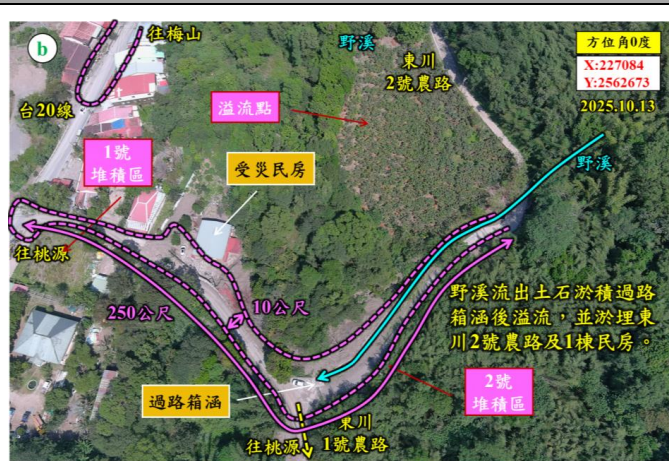 b
往梅山
野溪
東川
2號農路
方位角0度
X:227084
Y:2562673
2025.10.13
台20線
溢流點
1號
堆積區
受災民房
野溪
往桃源
250公尺
10公尺
野溪流出土石淤積過路
箱涵後溢流，並淤埋東
川2號農路及1棟民房。
過路箱涵
2號
堆積區
東川
1號農路
往桃源